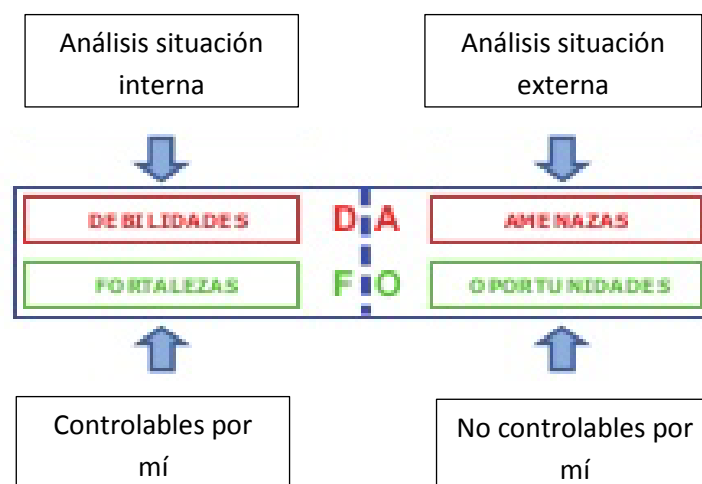 Análisis situación
interna
Análisis situación
externa
DEBILIDADES
D A
AMENAZAS
FORTALEZAS
F O
OPORTUNIDADES
Controlables por
mí
No controlables por
mí